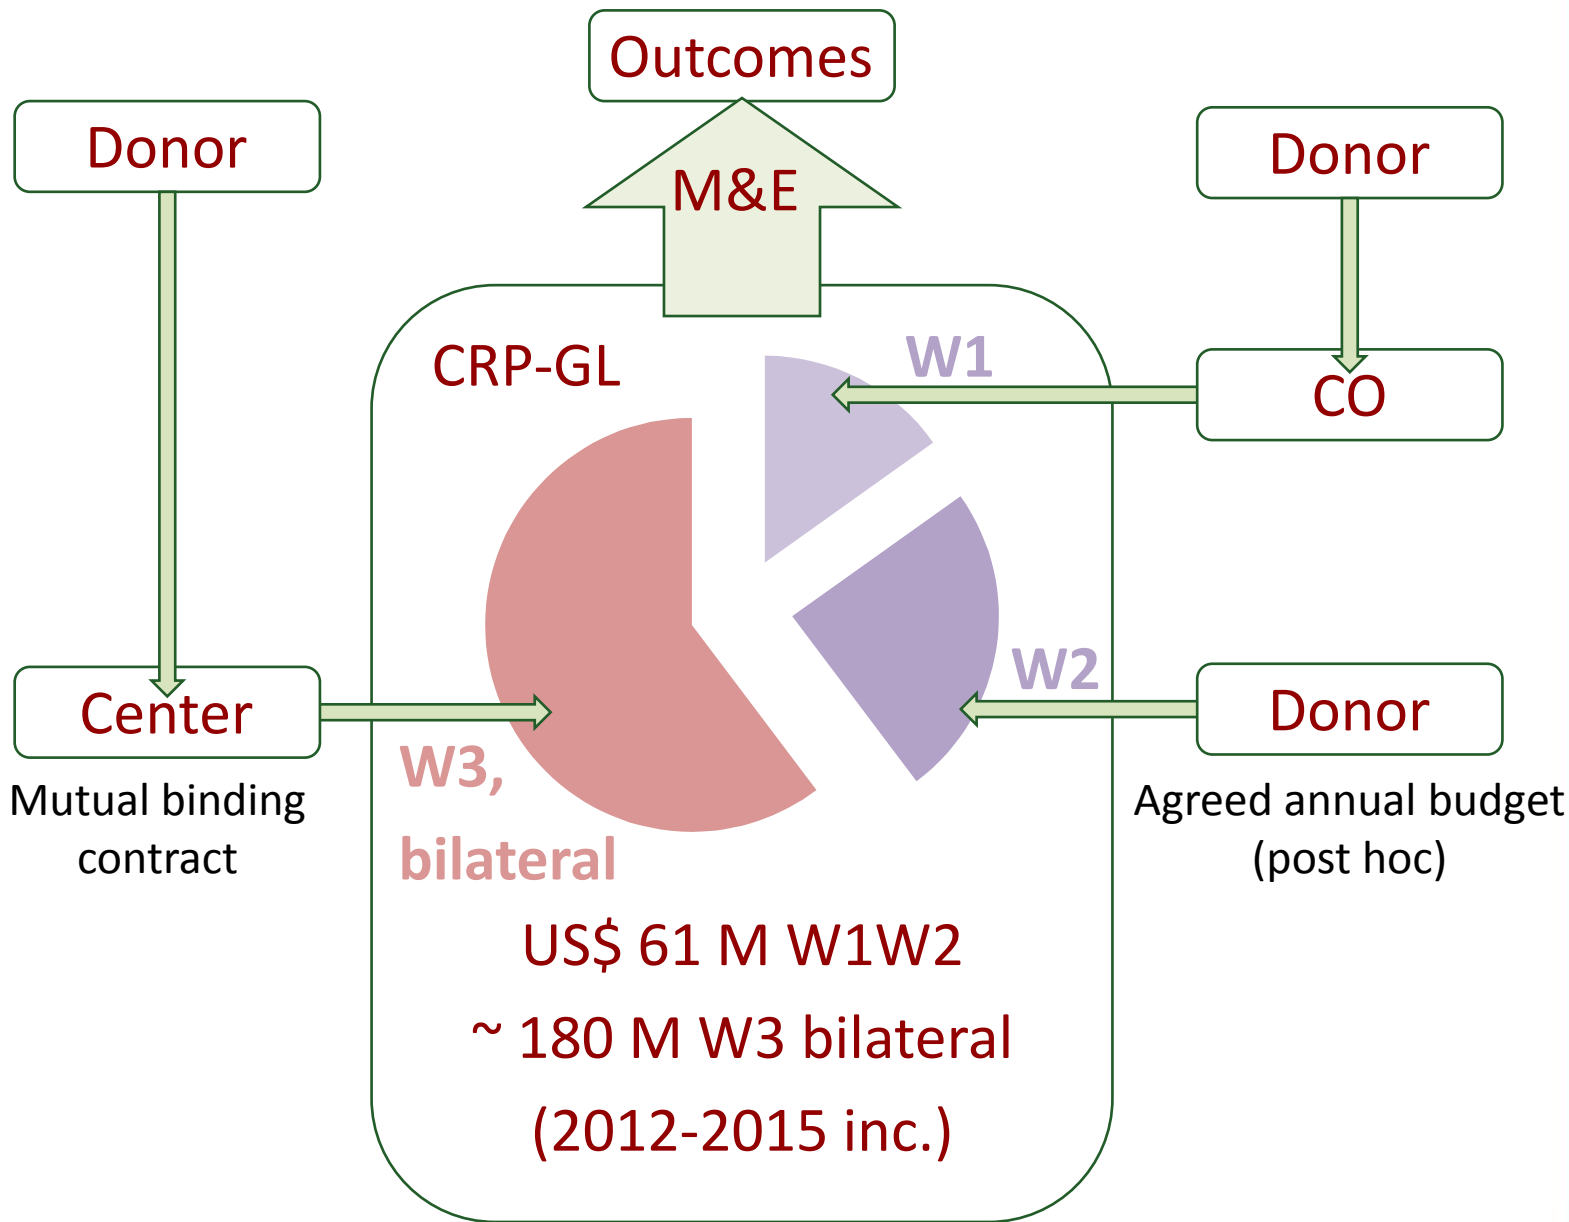 Outcomes
Donor
M&E
Donor
CRP-GL
W1
CO
Center
Mutual binding
contract
W3,
bilateral
W2
Donor
Agreed annual budget
(post hoc)
US$ 61 M W1W2
~ 180 M W3 bilateral
(2012-2015 inc.)